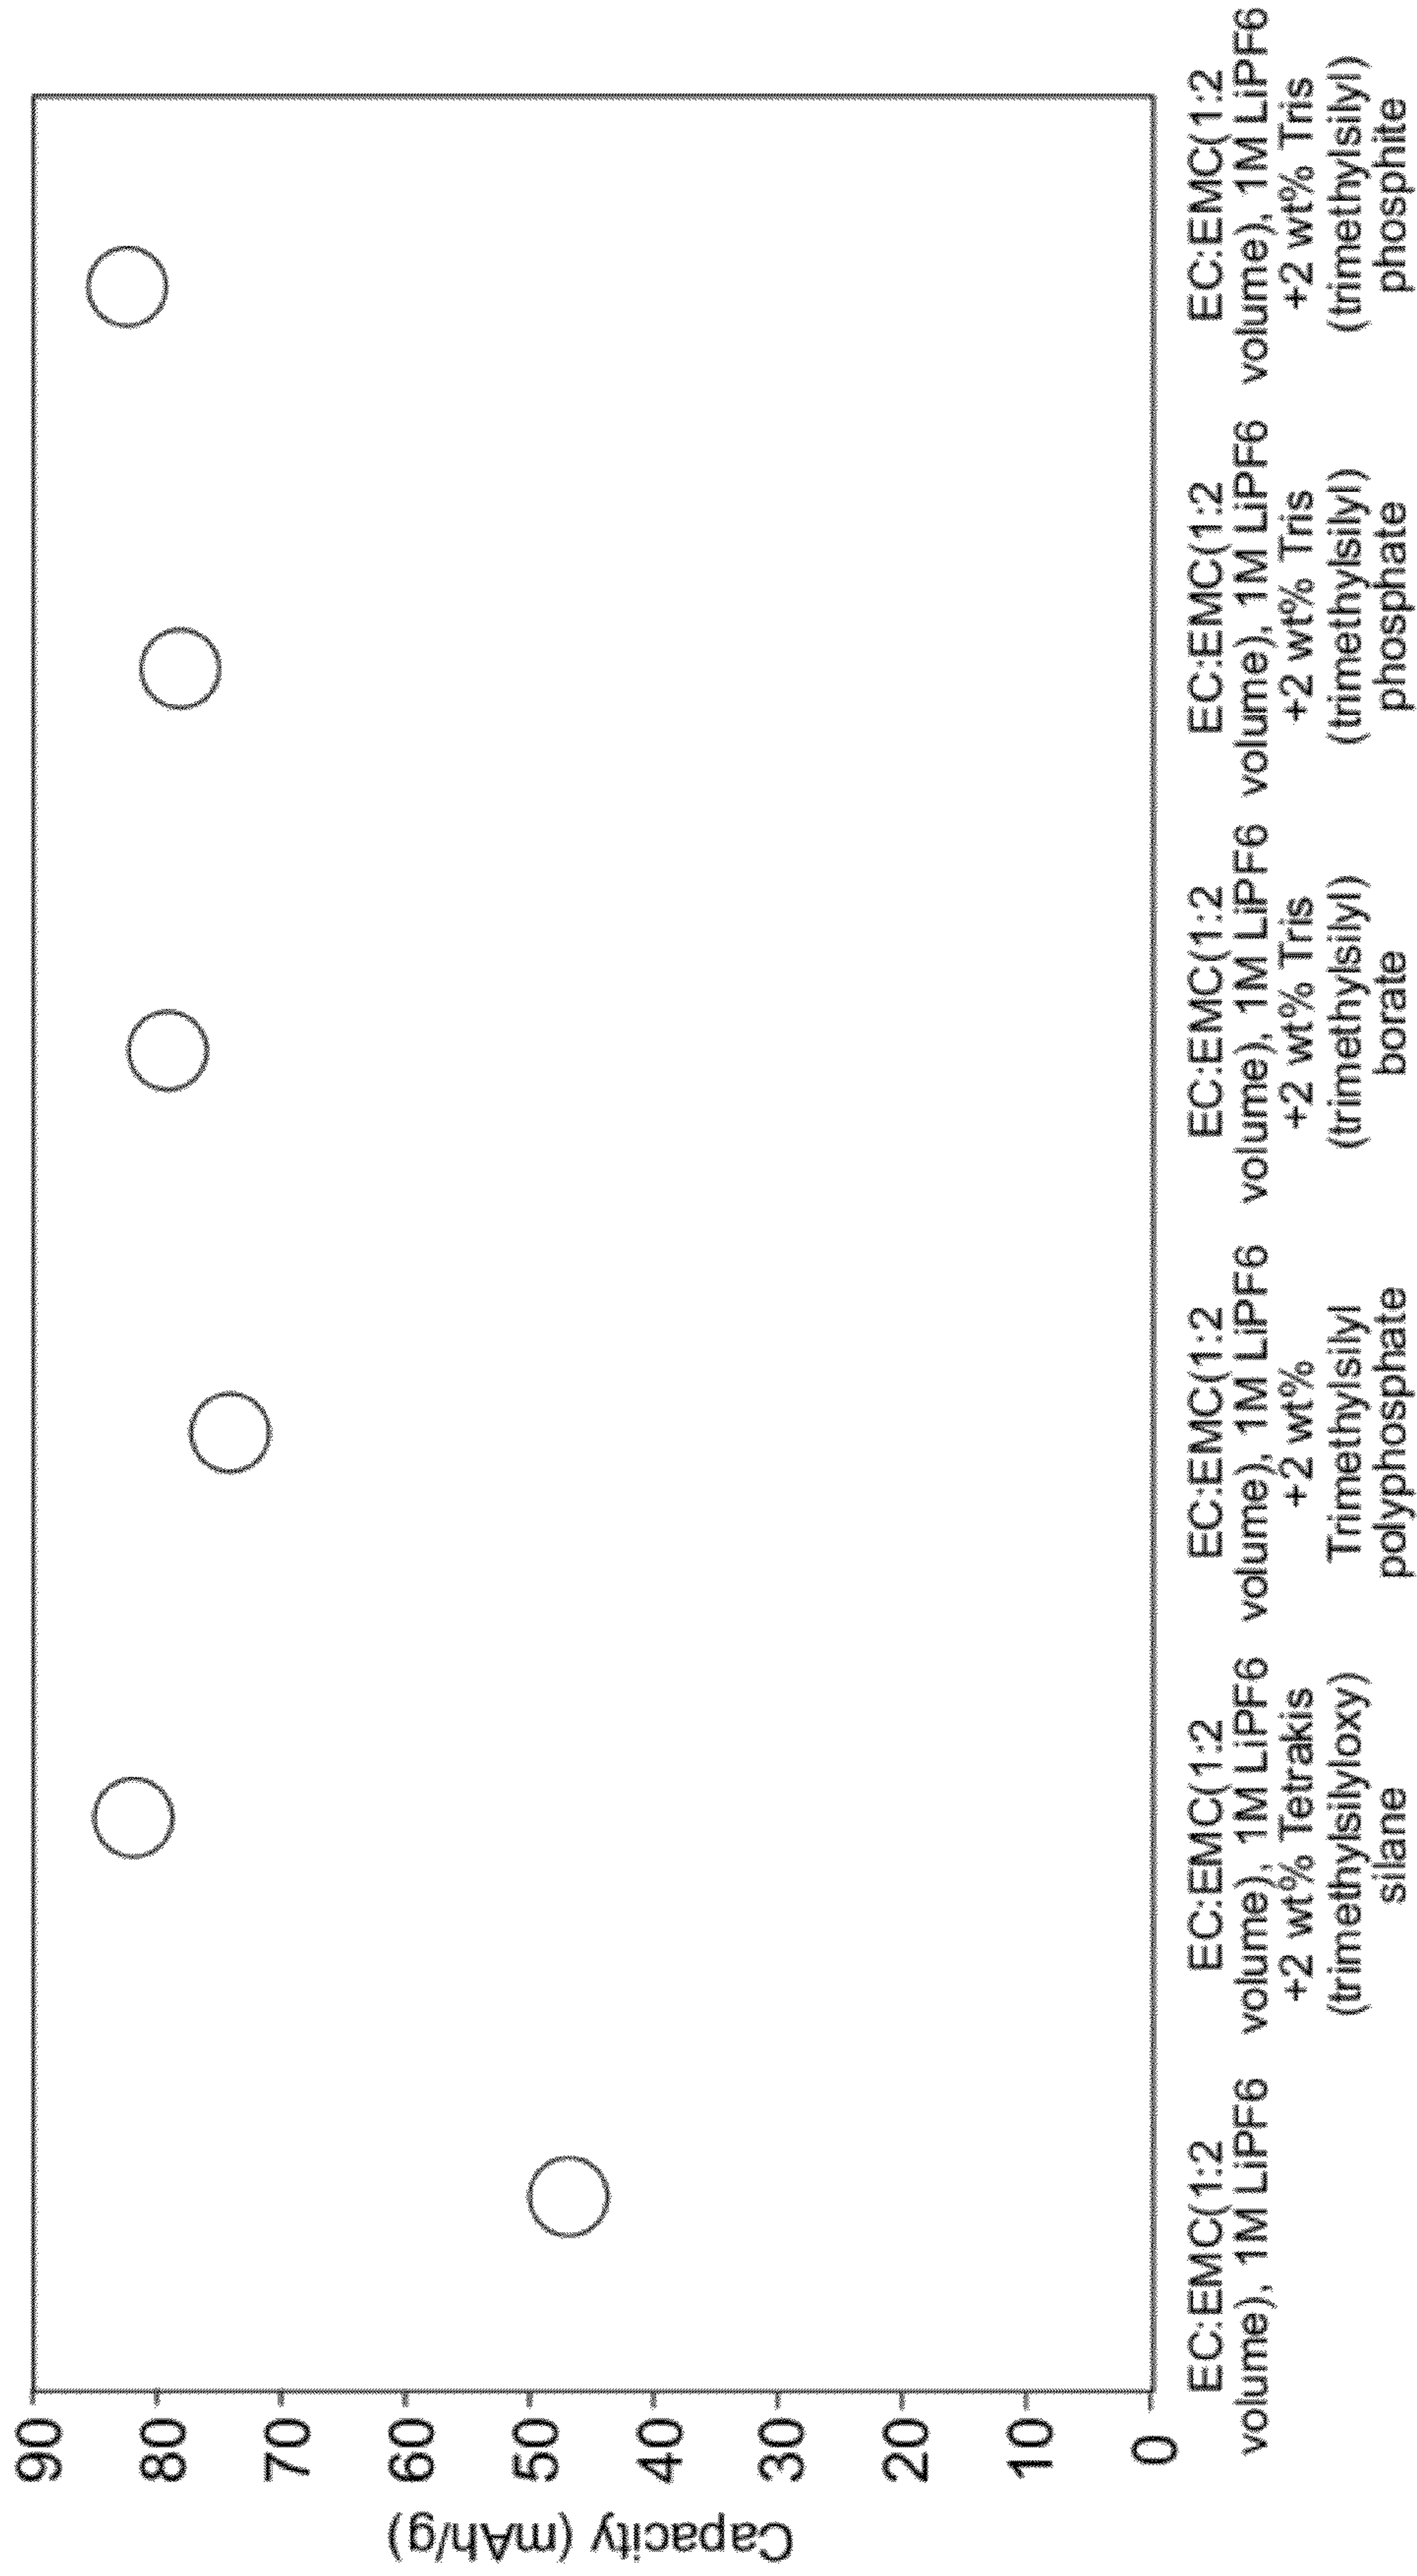 Capacity (mAh/g)
90
80
70
60
50
40
30
20
10
0
EC:EMC(1:2
volume), 1M LiPF6
EC:EMC(1:2
volume), 1M LiPF6
+2 wt% Tetrakis
(trimethylsilyloxy)
silane
EC:EMC(1:2
volume), 1M LiPF6
+2 wt%
Trimethylsilyl
polyphosphate
EC:EMC(1:2
volume), 1M LiPF6
+2 wt% Tris
(trimethylsilyl)
borate
EC:EMC(1:2
volume), 1M LiPF6
+2 wt% Tris
(trimethylsilyl)
phosphate
EC:EMC(1:2
volume), 1M LiPF6
+2 wt% Tris
(trimethylsilyl)
phosphite